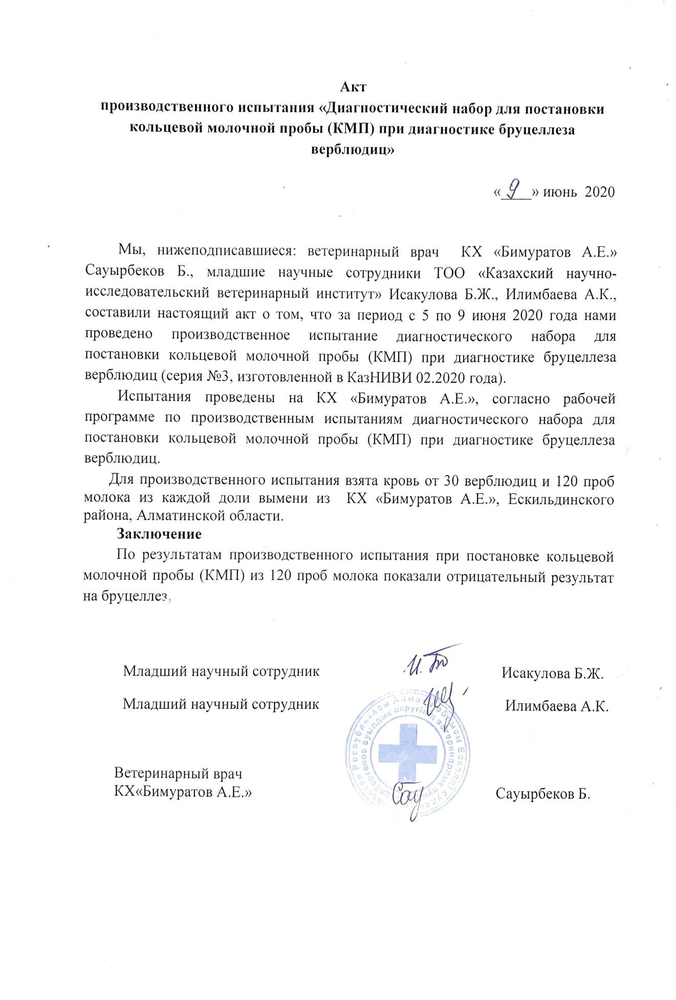 Акт
производственного испытания «Диагностический набор для постановки
кольцевой молочной пробы (КМП) при диагностике бруцеллеза
верблюдиц»
«9» июнь 2020
Мы, нижеподписавшиеся: ветеринарный врач КХ «Бимуратов А.Е.»
Сауырбеков Б., младшие научные сотрудники ТОО «Казахский научно-
исследовательский ветеринарный институт» Исакулова Б.Ж., Илимбаева А.К.,
составили настоящий акт о том, что за период с 5 по 9 июня 2020 года нами
проведено производственное испытание диагностического набора для
постановки кольцевой молочной пробы (КМП) при диагностике бруцеллеза
верблюдиц (серия №3, изготовленной в КазНИВИ 02.2020 года).
Испытания проведены на КХ «Бимуратов А.Е.», согласно рабочей
программе по производственным испытаниям диагностического набора для
постановки кольцевой молочной пробы (КМП) при диагностике бруцеллеза
верблюдиц.
Для производственного испытания взята кровь от 30 верблюдиц и 120 проб
молока из каждой доли вымени из КХ «Бимуратов А.Е.», Ескильдинского
района, Алматинской области.
Заключение
По результатам производственного испытания при постановке кольцевой
молочной пробы (КМП) из 120 проб молока показали отрицательный результат
на бруцеллез,
Младший научный сотрудник Исакулова Б.Ж.
Младший научный сотрудник Илимбаева А.К.
Ветеринарный врач
КХ«Бимуратов А.Е.» Сауырбеков Б.
Республикасы Алматы облысы Ескелді
ауылдық округінің ветеринарлық